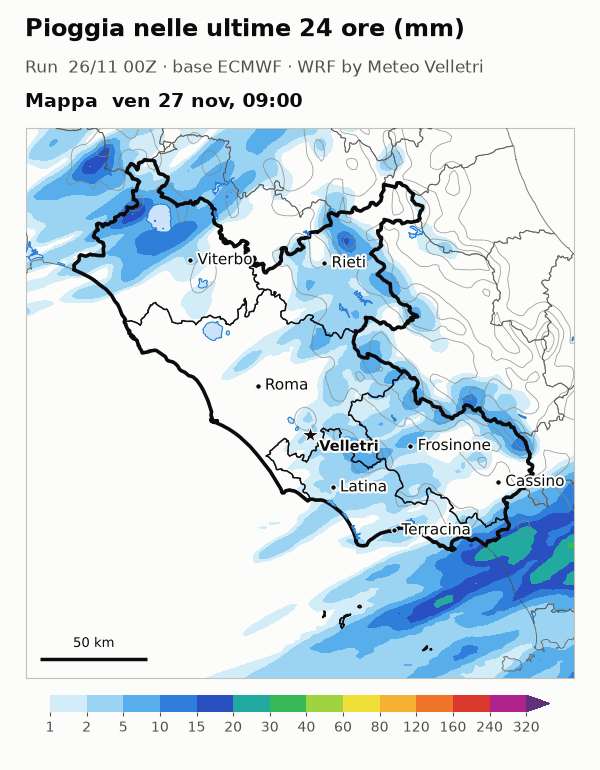 Pioggia nelle ultime 24 ore (mm)
Run  26/11 00Z · base ECMWF · WRF by Meteo Velletri
Mappa  ven 27 nov, 09:00
Viterbo
Rieti
Roma
Velletri
Frosinone
Cassino
Latina
Terracina
50 km
1 2 5 10 15 20 30 40 60 80 120 160 240 320